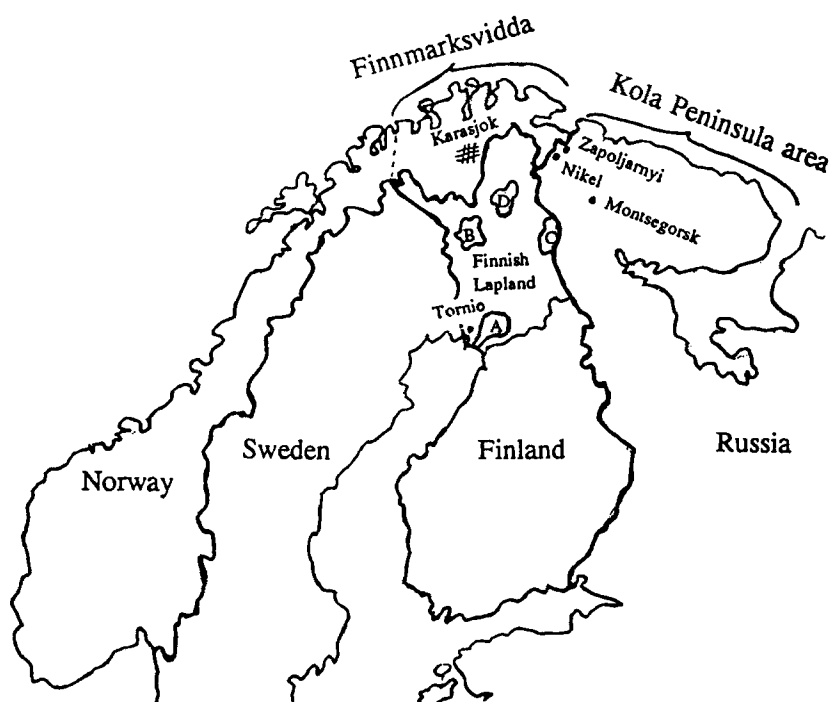 Finnmarksvidda
Kola Peninsula area
Karasjok
Zapoljarnyi
Nikel
Montsegorsk
D
B
C
Finnish
Lapland
Tornio
A
Sweden
Finland
Russia
Norway